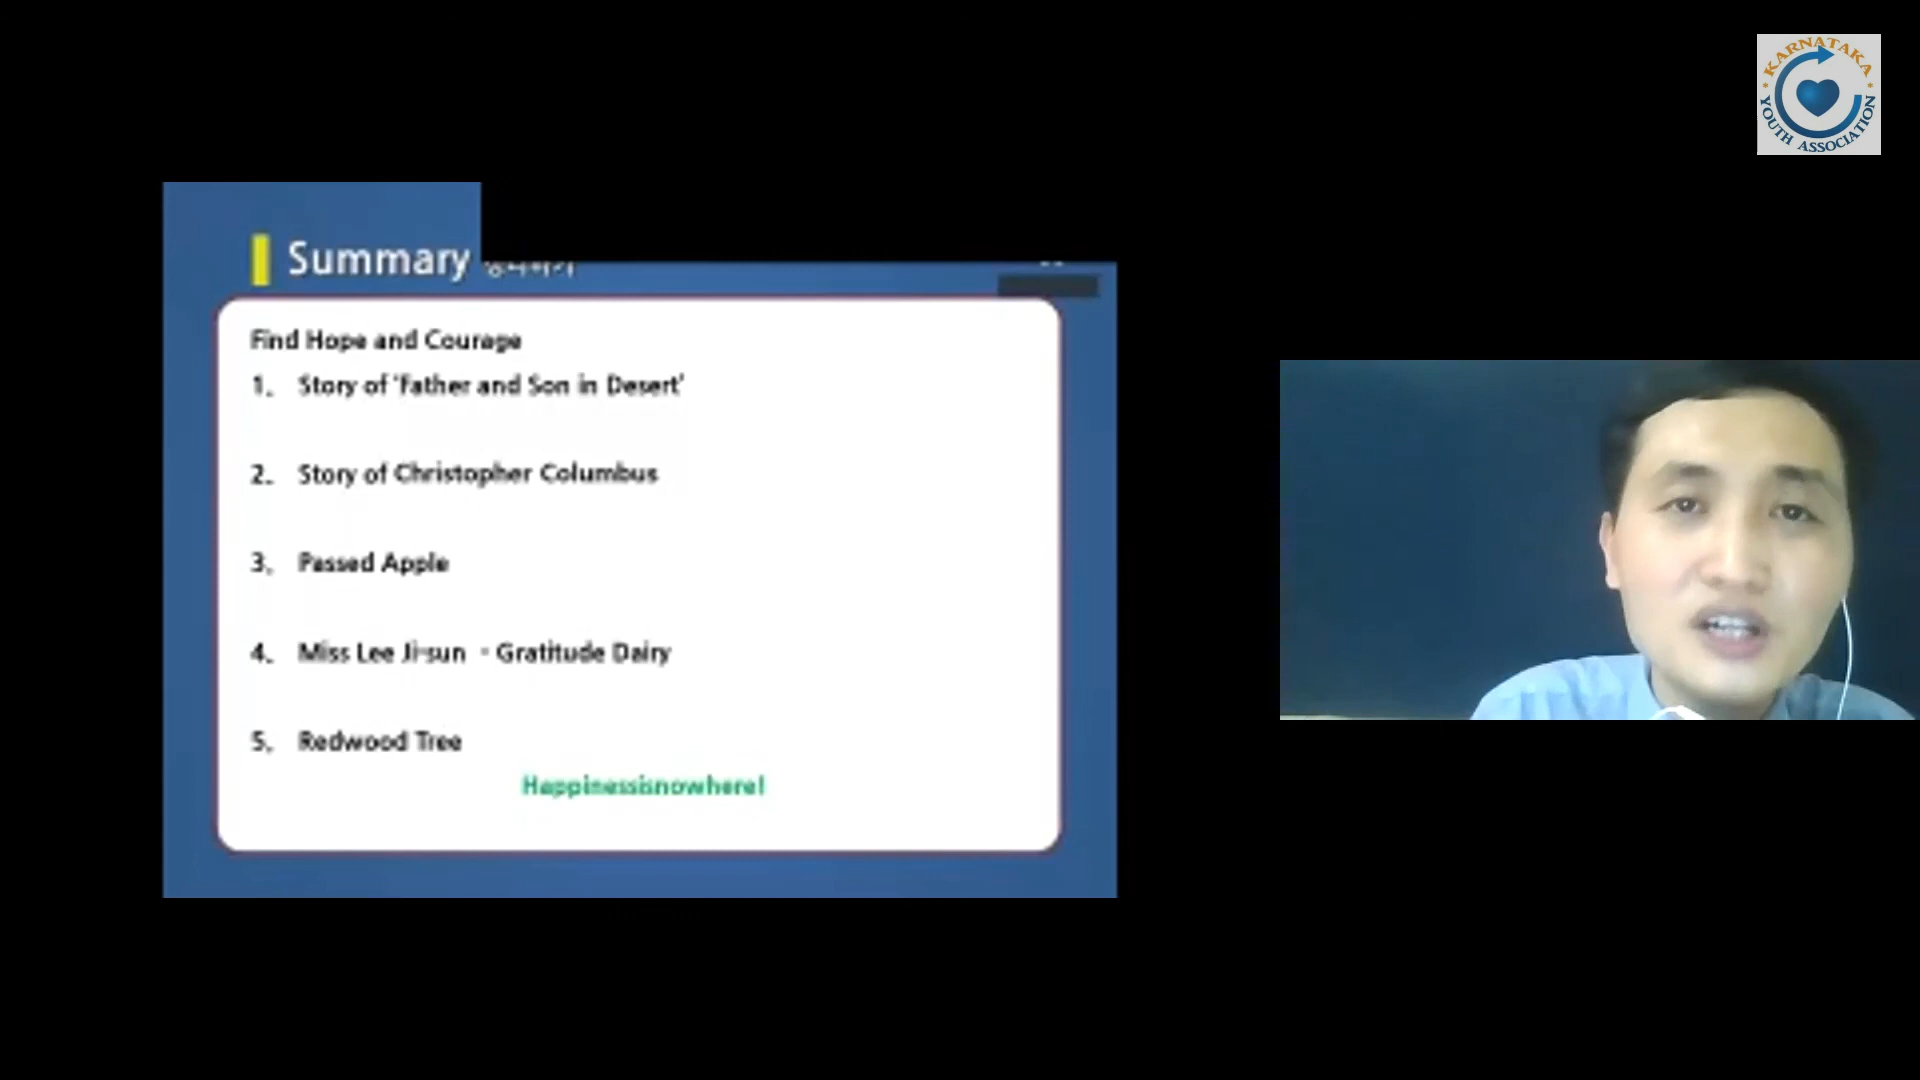 KARNATAKA
YOUTH ASSOCIATION
Summary
Find Hope and Courage
1. Story of 'Father and Son in Desert'
2. Story of Christopher Columbus
3. Passed Apple
4. Miss Lee Ji-sun - Gratitude Dairy
5. Redwood Tree
Happinessisnowhere!